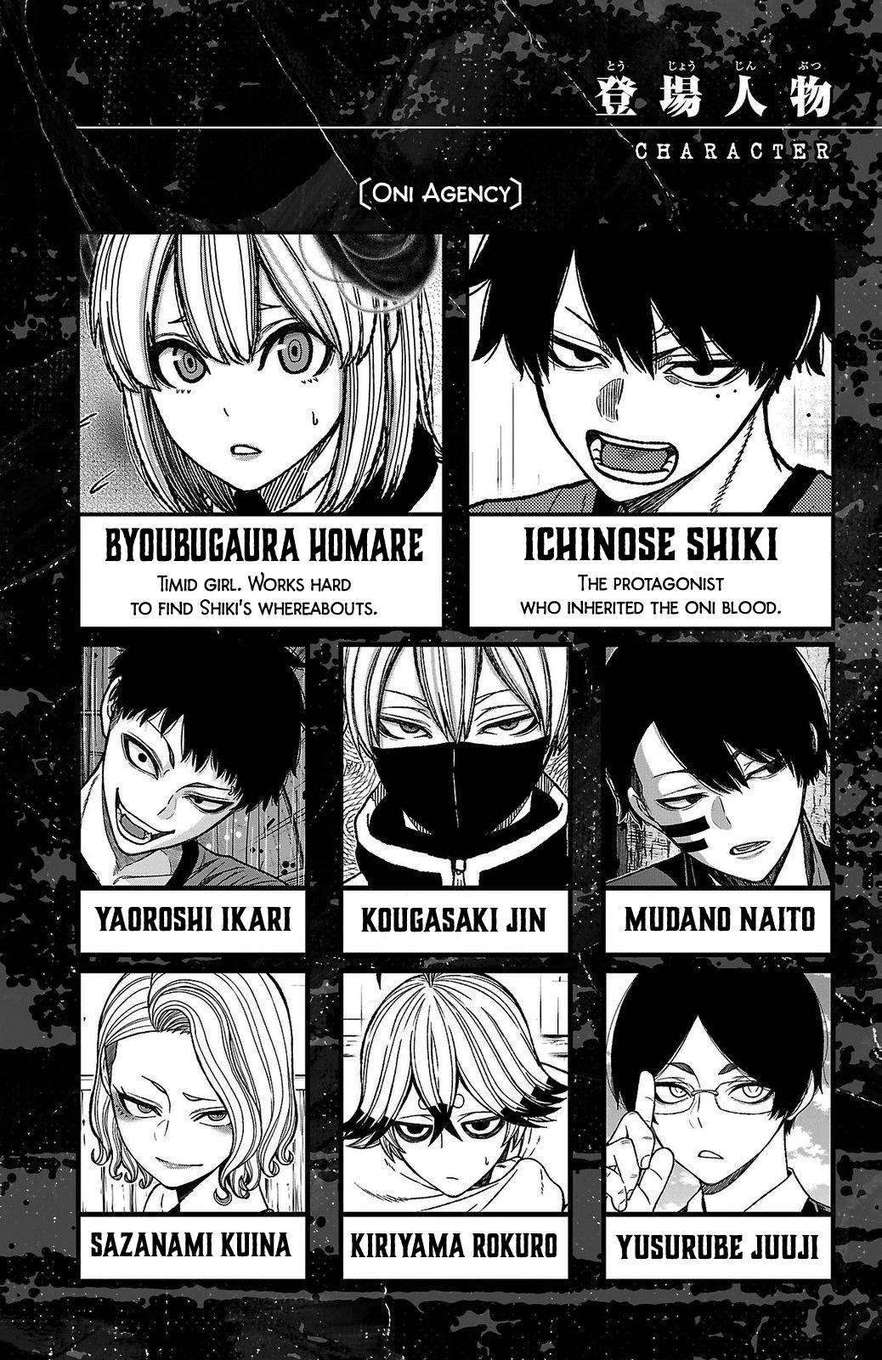 とう じょう じん ぶつ
登場人物
CHARACTER
[ONI AGENCY]
BYOUBUGAURA HOMARE
TIMID GIRL. WORKS HARD
TO FIND SHIKI'S WHEREABOUTS.
ICHINOSE SHIKI
THE PROTAGONIST
WHO INHERITED THE ONI BLOOD.
YAOROSHI IKARI
KOUGASAKI JIN
MUDANO NAITO
SAZANAMI KUINA
KIRIYAMA ROKURO
YUSURUBE JUUJI